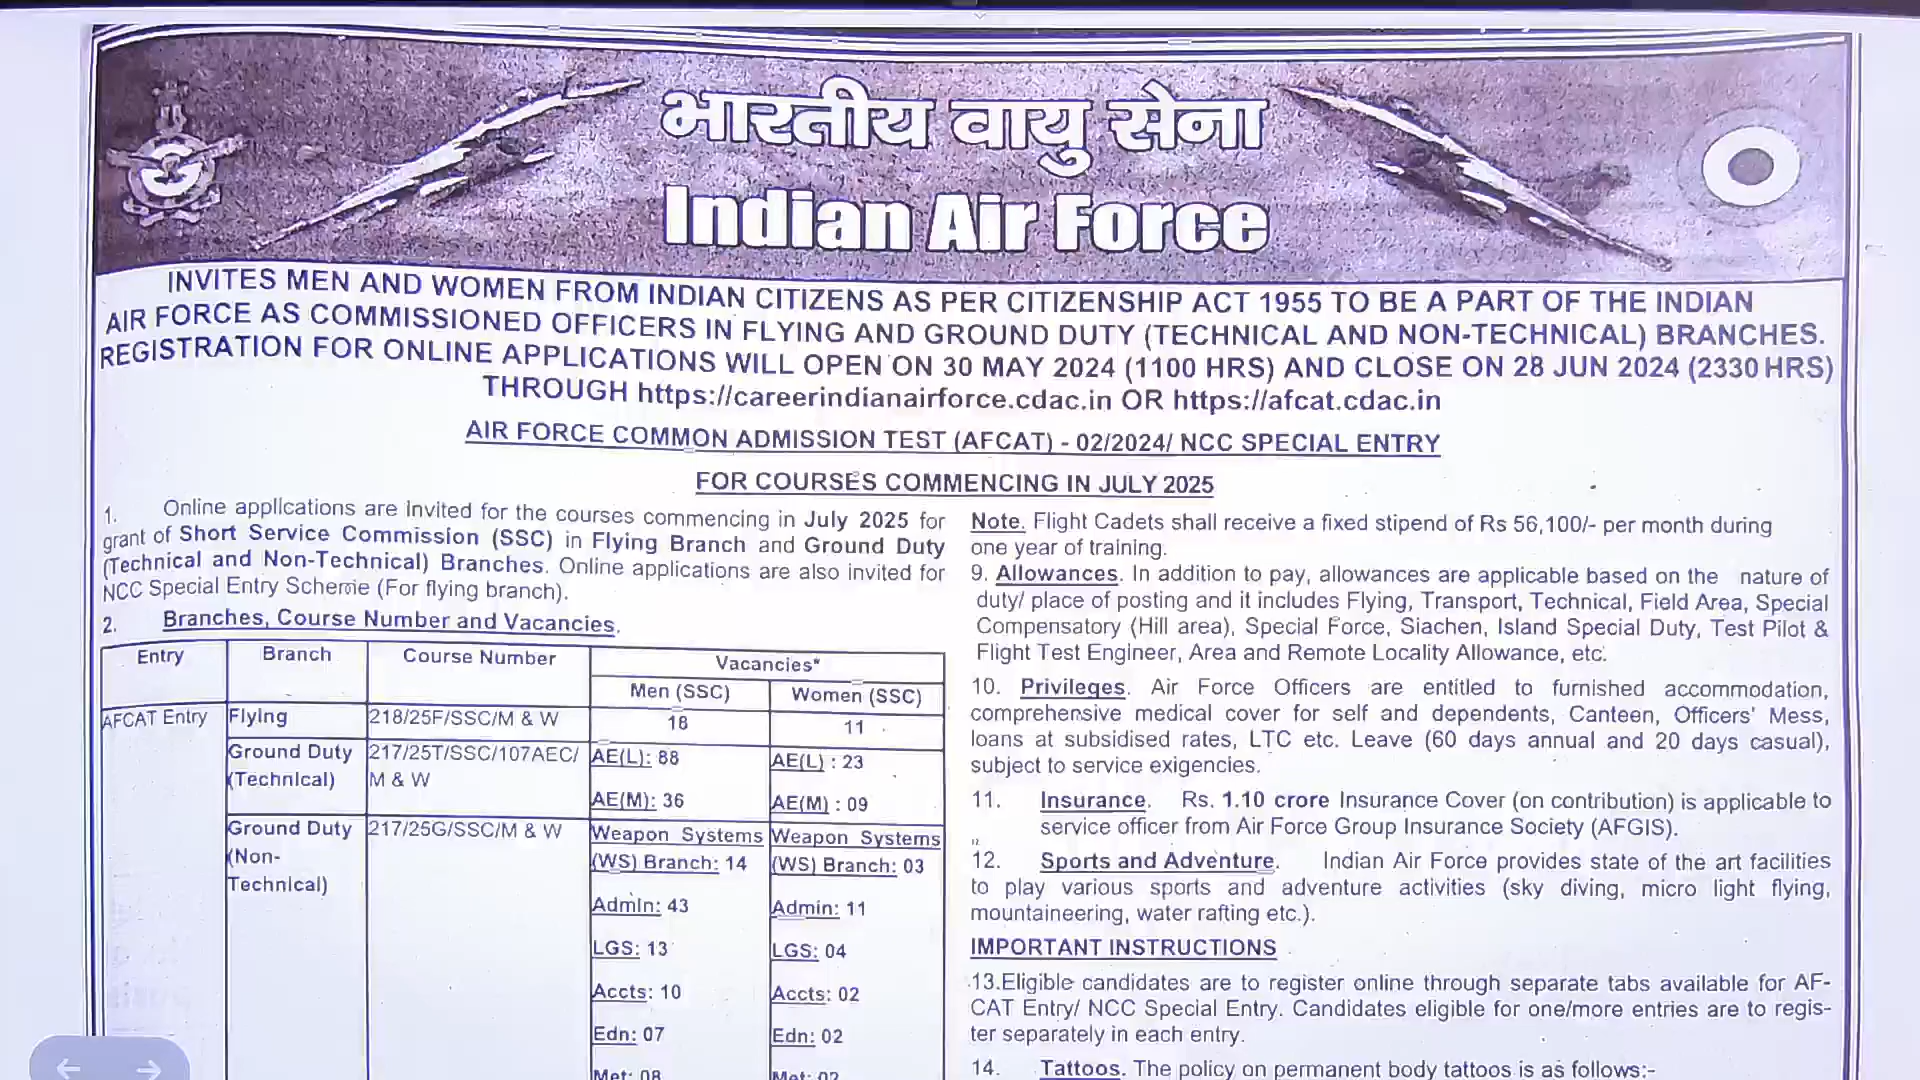 भारतीय वायु सेना
Indian Air Force
INVITES MEN AND WOMEN FROM INDIAN CITIZENS AS PER CITIZENSHIP ACT 1955 TO BE A PART OF THE INDIAN
AIR FORCE AS COMMISSIONED OFFICERS IN FLYING AND GROUND DUTY (TECHNICAL AND NON-TECHNICAL) BRANCHES.
REGISTRATION FOR ONLINE APPLICATIONS WILL OPEN ON 30 MAY 2024 (1100 HRS) AND CLOSE ON 28 JUN 2024 (2330 HRS)
THROUGH https://careerindianairforce.cdac.in OR https://afcat.cdac.in
AIR FORCE COMMON ADMISSION TEST (AFCAT) - 02/2024/ NCC SPECIAL ENTRY
FOR COURSES COMMENCING IN JULY 2025
1. Online applications are invited for the courses commencing in July 2025 for
grant of Short Service Commission (SSC) in Flying Branch and Ground Duty
(Technical and Non-Technical) Branches. Online applications are also invited for
NCC Special Entry Scheme (For flying branch).
2. Branches, Course Number and Vacancies.
Entry Branch Course Number Vacancies*
Men (SSC) Women (SSC)
AFCAT Entry Flying 218/25F/SSC/M & W 18 11
Ground Duty 217/25T/SSC/107AEC/ AE(L): 88 AE(L) : 23
(Technical) M & W
AE(M): 36 AE(M) : 09
Ground Duty 217/25G/SSC/M & W Weapon Systems Weapon Systems
(Non- (WS) Branch: 14 (WS) Branch: 03
Technical)
Admin: 43 Admin: 11
LGS: 13 LGS: 04
Accts: 10 Accts: 02
Edn: 07 Edn: 02
Met: 08 Met: 02
Note. Flight Cadets shall receive a fixed stipend of Rs 56,100/- per month during
one year of training.
9. Allowances. In addition to pay, allowances are applicable based on the nature of
duty/ place of posting and it includes Flying, Transport, Technical, Field Area, Special
Compensatory (Hill area), Special Force, Siachen, Island Special Duty, Test Pilot &
Flight Test Engineer, Area and Remote Locality Allowance, etc.
10. Privileges. Air Force Officers are entitled to furnished accommodation,
comprehensive medical cover for self and dependents, Canteen, Officers' Mess,
loans at subsidised rates, LTC etc. Leave (60 days annual and 20 days casual),
subject to service exigencies.
11. Insurance. Rs. 1.10 crore Insurance Cover (on contribution) is applicable to
service officer from Air Force Group Insurance Society (AFGIS).
12. Sports and Adventure. Indian Air Force provides state of the art facilities
to play various sports and adventure activities (sky diving, micro light flying,
mountaineering, water rafting etc.).
IMPORTANT INSTRUCTIONS
13.Eligible candidates are to register online through separate tabs available for AF-
CAT Entry/ NCC Special Entry. Candidates eligible for one/more entries are to regis-
ter separately in each entry.
14. Tattoos. The policy on permanent body tattoos is as follows:-